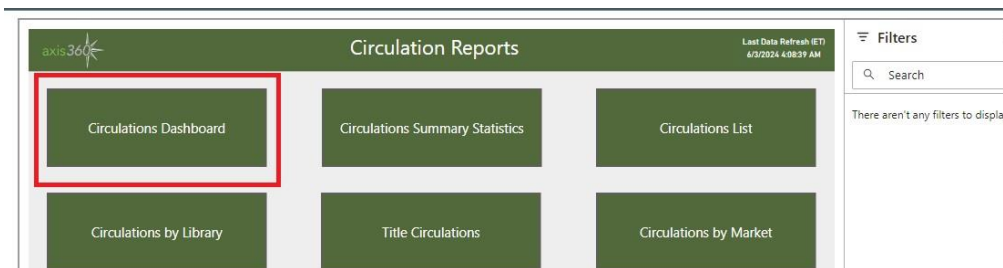 axis360
Circulation Reports
Last Data Refresh (ET)
6/3/2024 4:08:39 AM
Filters
Search
There aren't any filters to displa
Circulations Dashboard
Circulations Summary Statistics
Circulations List
Circulations by Library
Title Circulations
Circulations by Market